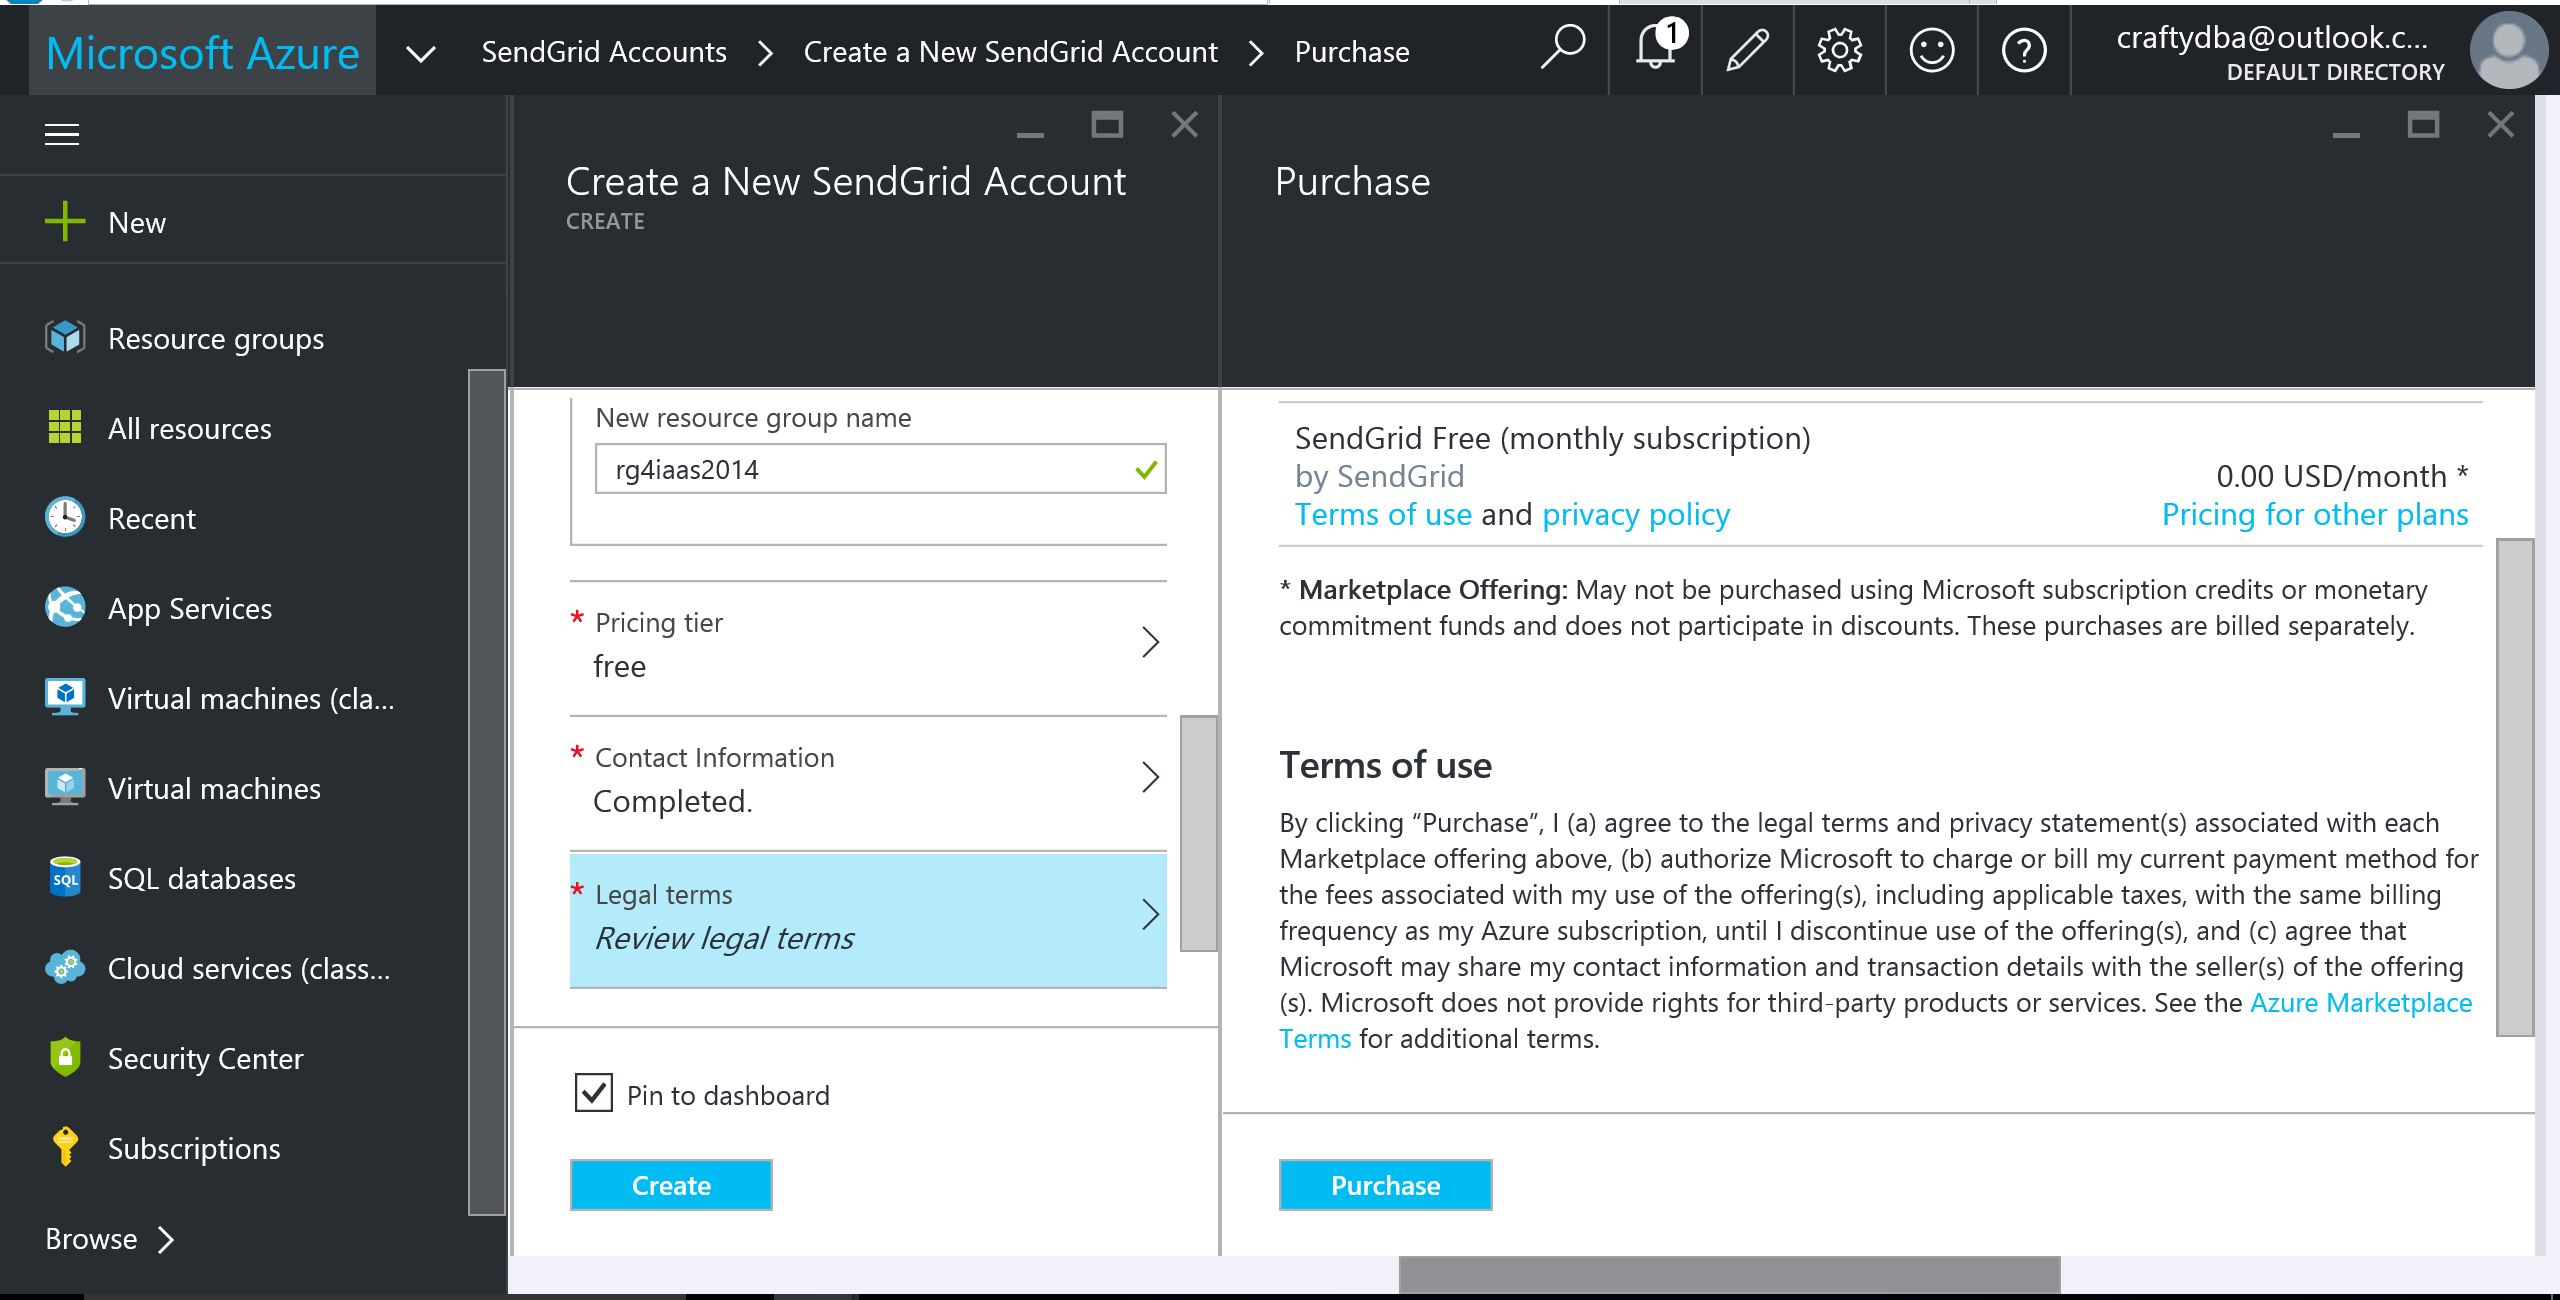 Microsoft Azure
SendGrid Accounts
Create a New SendGrid Account
Purchase
1
craftydba@outlook.c...
DEFAULT DIRECTORY
New
Resource groups
All resources
Recent
App Services
Virtual machines (cla...
Virtual machines
SQL
SQL databases
Cloud services (class...
Security Center
Subscriptions
Browse
Create a New SendGrid Account
CREATE
New resource group name
rg4iaas2014
* Pricing tier
free
* Contact Information
Completed.
* Legal terms
Review legal terms
Pin to dashboard
Create
Purchase
SendGrid Free (monthly subscription)
by SendGrid
0.00 USD/month *
Terms of use and privacy policy
Pricing for other plans
* Marketplace Offering: May not be purchased using Microsoft subscription credits or monetary
commitment funds and does not participate in discounts. These purchases are billed separately.
Terms of use
By clicking “Purchase”, I (a) agree to the legal terms and privacy statement(s) associated with each
Marketplace offering above, (b) authorize Microsoft to charge or bill my current payment method for
the fees associated with my use of the offering(s), including applicable taxes, with the same billing
frequency as my Azure subscription, until I discontinue use of the offering(s), and (c) agree that
Microsoft may share my contact information and transaction details with the seller(s) of the offering
(s). Microsoft does not provide rights for third-party products or services. See the Azure Marketplace
Terms for additional terms.
Purchase